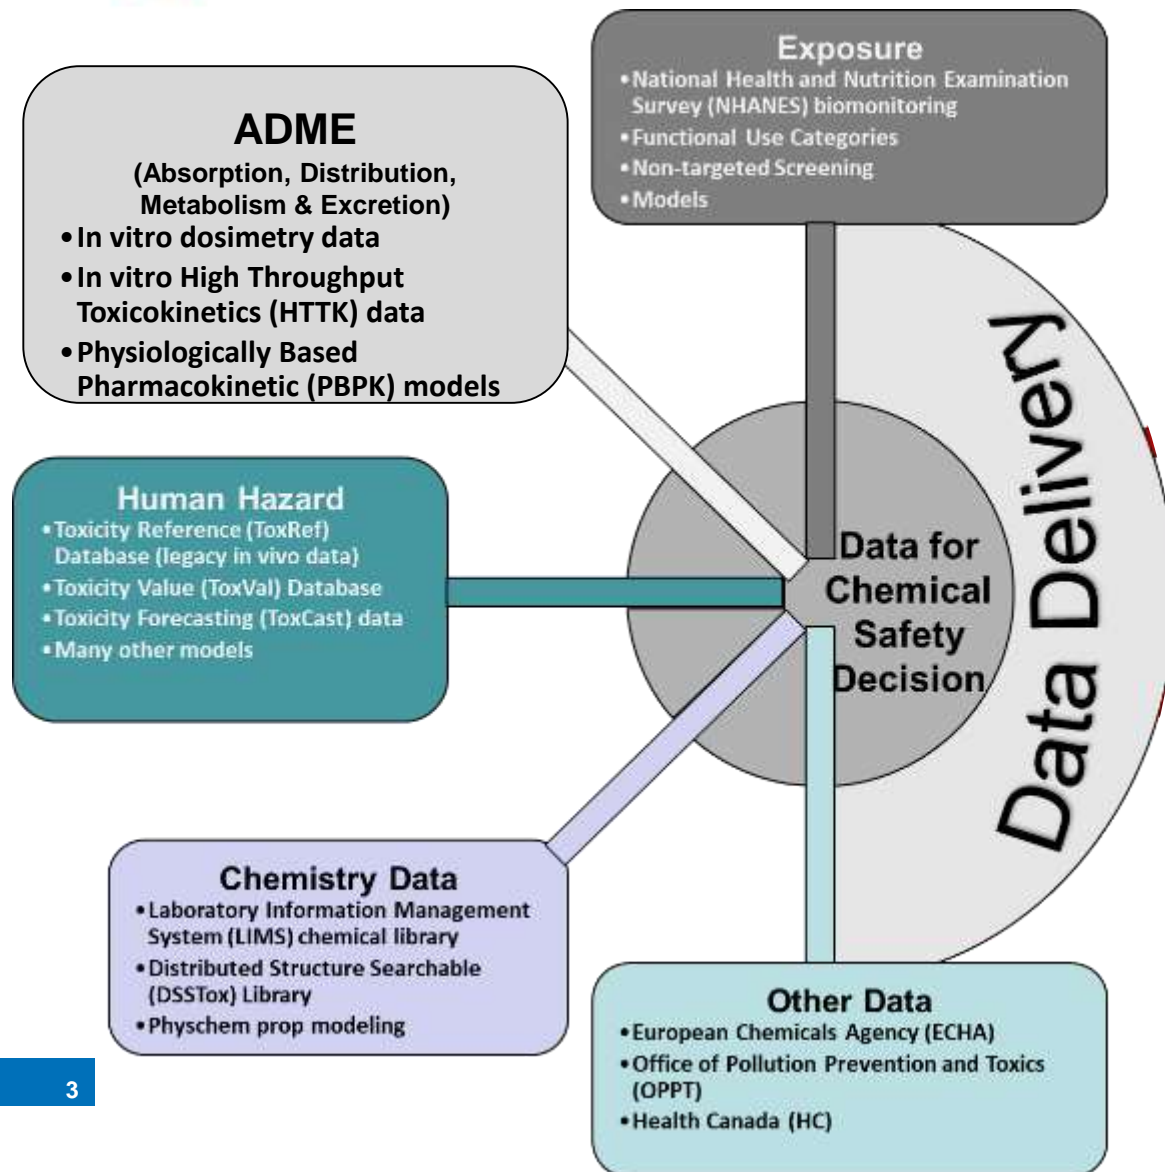 Exposure
•National Health and Nutrition Examination
Survey (NHANES) biomonitoring
•Functional Use Categories
•Non-targeted Screening
•Models
ADME
(Absorption, Distribution,
Metabolism & Excretion)
•In vitro dosimetry data
•In vitro High Throughput
Toxicokinetics (HTTK) data
•Physiologically Based
Pharmacokinetic (PBPK) models
Human Hazard
•Toxicity Reference (ToxRef)
Database (legacy in vivo data)
•Toxicity Value (ToxVal) Database
•Toxicity Forecasting (ToxCast) data
•Many other models
Data for
Chemical
Safety
Decision
Data Delivery
Chemistry Data
•Laboratory Information Management
System (LIMS) chemical library
•Distributed Structure Searchable
(DSSTox) Library
•Physchem prop modeling
Other Data
•European Chemicals Agency (ECHA)
•Office of Pollution Prevention and Toxics
(OPPT)
•Health Canada (HC)
3